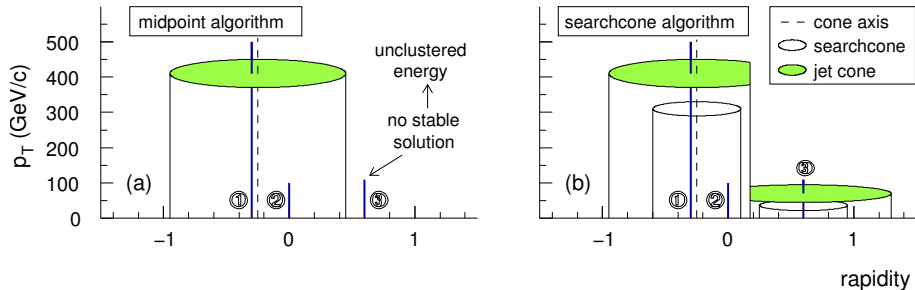 midpoint algorithm
p_T (GeV/c)
500
400
300
200
100
0
unclustered
energy
no stable
solution
(a)
① ② ③
−1 0 1
searchcone algorithm
cone axis
searchcone
jet cone
③
(b)
① ②
−1 0 1
rapidity